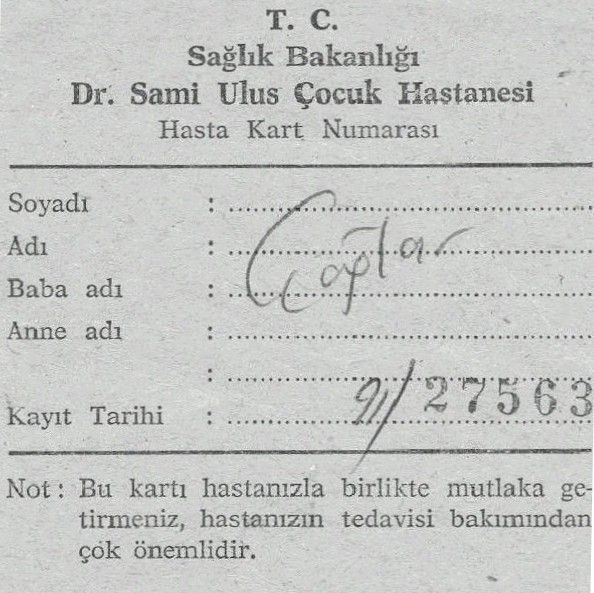 T. C.
Sağlık Bakanlığı
Dr. Sami Ulus Çocuk Hastanesi
Hasta Kart Numarası
Soyadı :
Adı :
Baba adı :
Anne adı :
:
Kayıt Tarihi : 91/27563
Not : Bu kartı hastanızla birlikte mutlaka ge-
tirmeniz, hastanızın tedavisi bakımından
çok önemlidir.